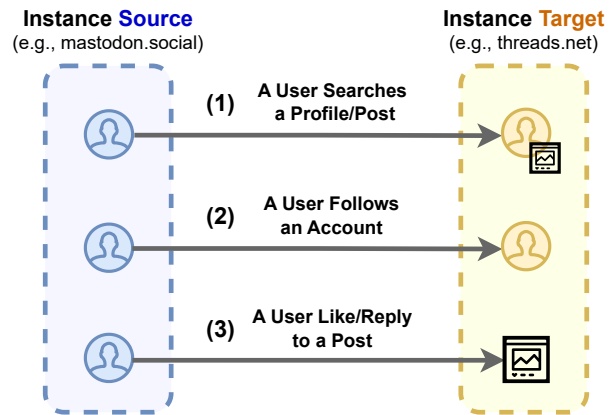 Instance Source
(e.g., mastodon.social)
Instance Target
(e.g., threads.net)
(1)
A User Searches
a Profile/Post
(2)
A User Follows
an Account
(3)
A User Like/Reply
to a Post